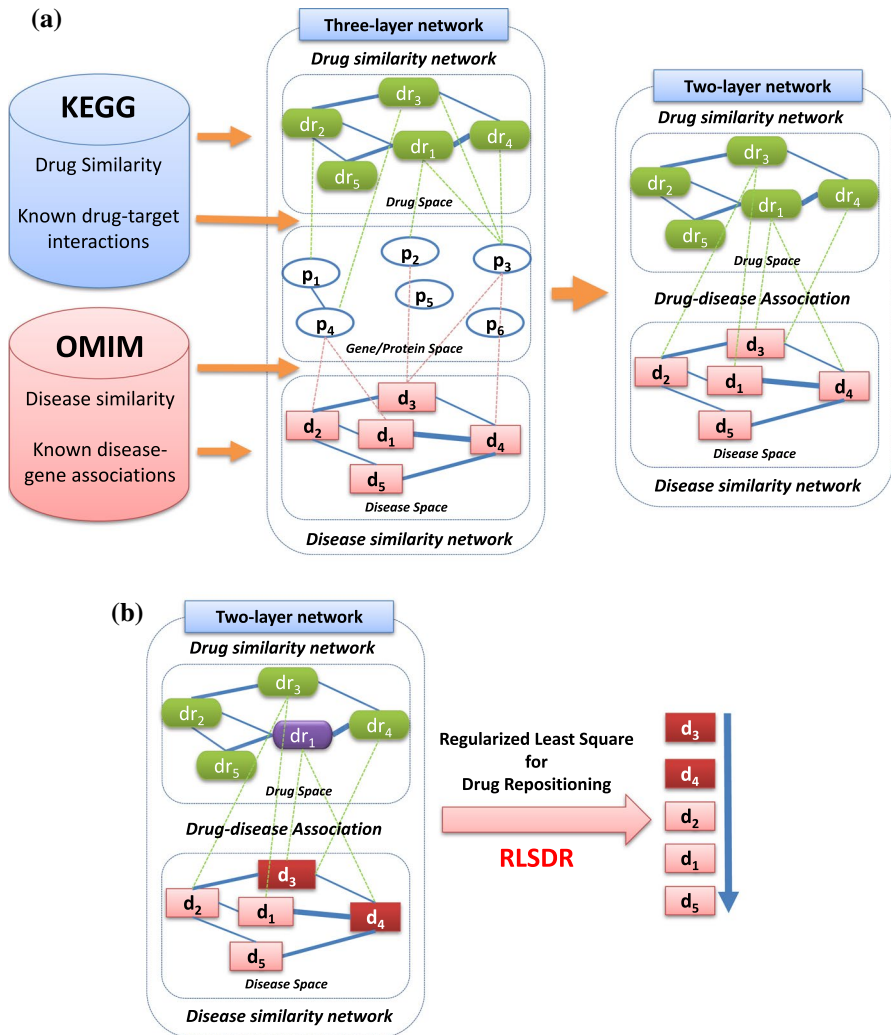 (a)
KEGG
Drug Similarity
Known drug-target
interactions
OMIM
Disease similarity
Known disease-
gene associations
Three-layer network
Drug similarity network
dr3
dr2
dr1
dr4
dr5
Drug Space
p1
p2
p3
p5
p4
p6
Gene/Protein Space
d3
d2
d1
d4
d5
Disease Space
Disease similarity network
Two-layer network
Drug similarity network
dr3
dr2
dr1
dr4
dr5
Drug Space
Drug-disease Association
d3
d2
d1
d4
d5
Disease Space
Disease similarity network
(b)
Two-layer network
Drug similarity network
dr3
dr2
dr1
dr4
dr5
Drug Space
Drug-disease Association
d3
d2
d1
d4
d5
Disease Space
Disease similarity network
Regularized Least Square
for
Drug Repositioning
RLSDR
d3
d4
d2
d1
d5